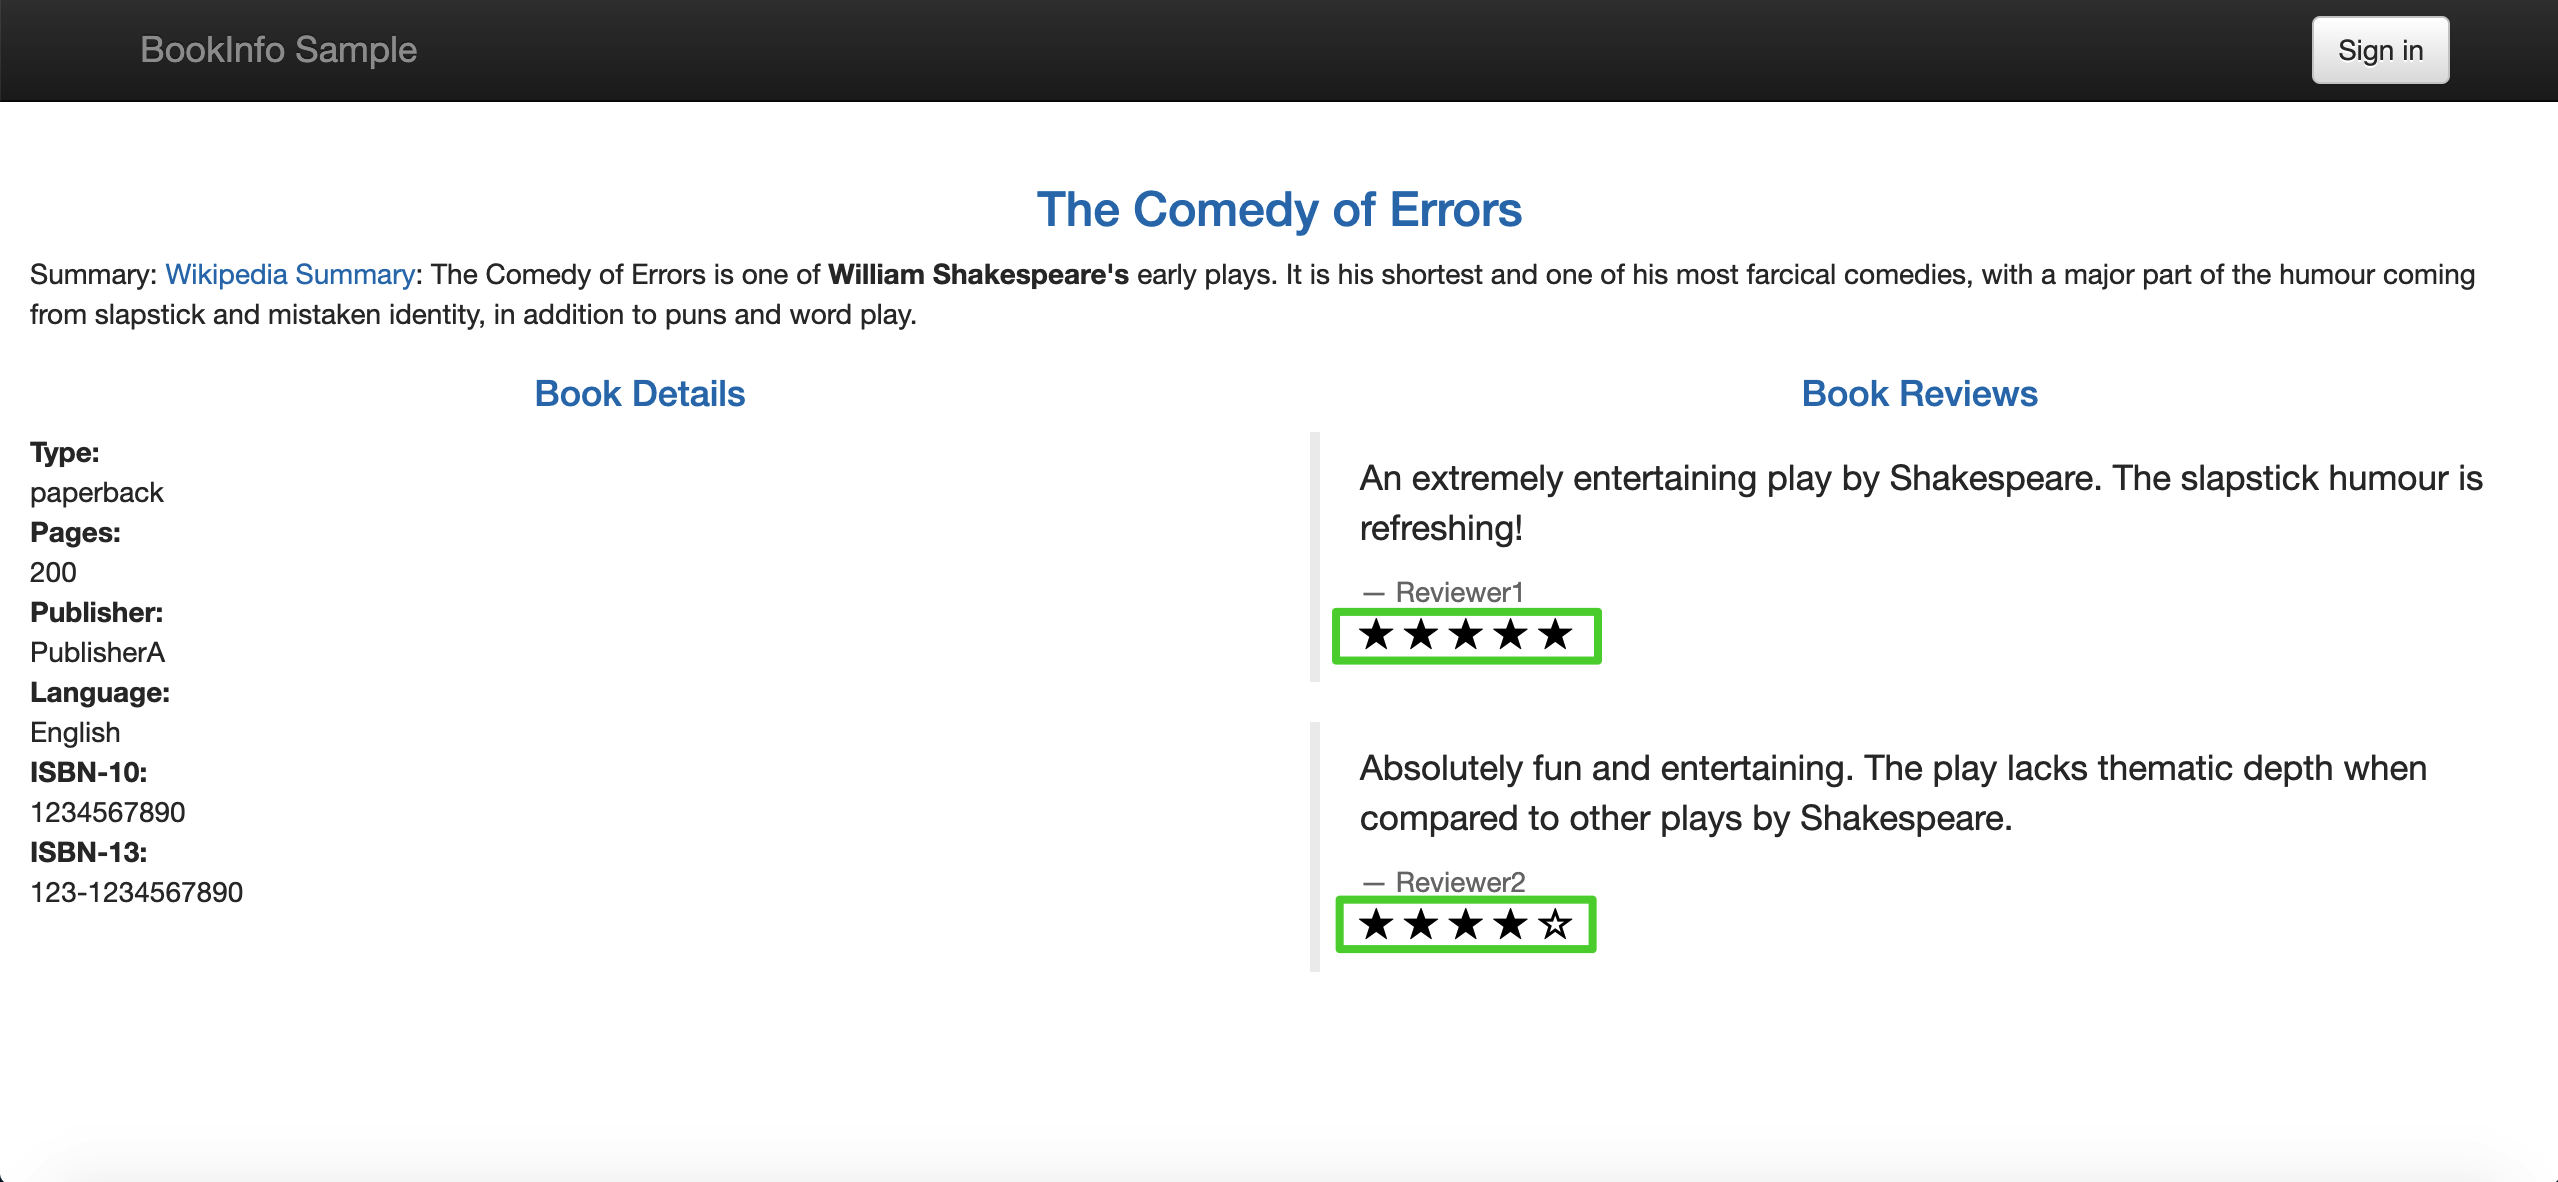 BookInfo Sample
Sign in
The Comedy of Errors
Summary: Wikipedia Summary: The Comedy of Errors is one of William Shakespeare's early plays. It is his shortest and one of his most farcical comedies, with a major part of the humour coming
from slapstick and mistaken identity, in addition to puns and word play.
Book Details
Type:
paperback
Pages:
200
Publisher:
PublisherA
Language:
English
ISBN-10:
1234567890
ISBN-13:
123-1234567890
Book Reviews
An extremely entertaining play by Shakespeare. The slapstick humour is
refreshing!
— Reviewer1
★★★★★
Absolutely fun and entertaining. The play lacks thematic depth when
compared to other plays by Shakespeare.
— Reviewer2
★★★★☆